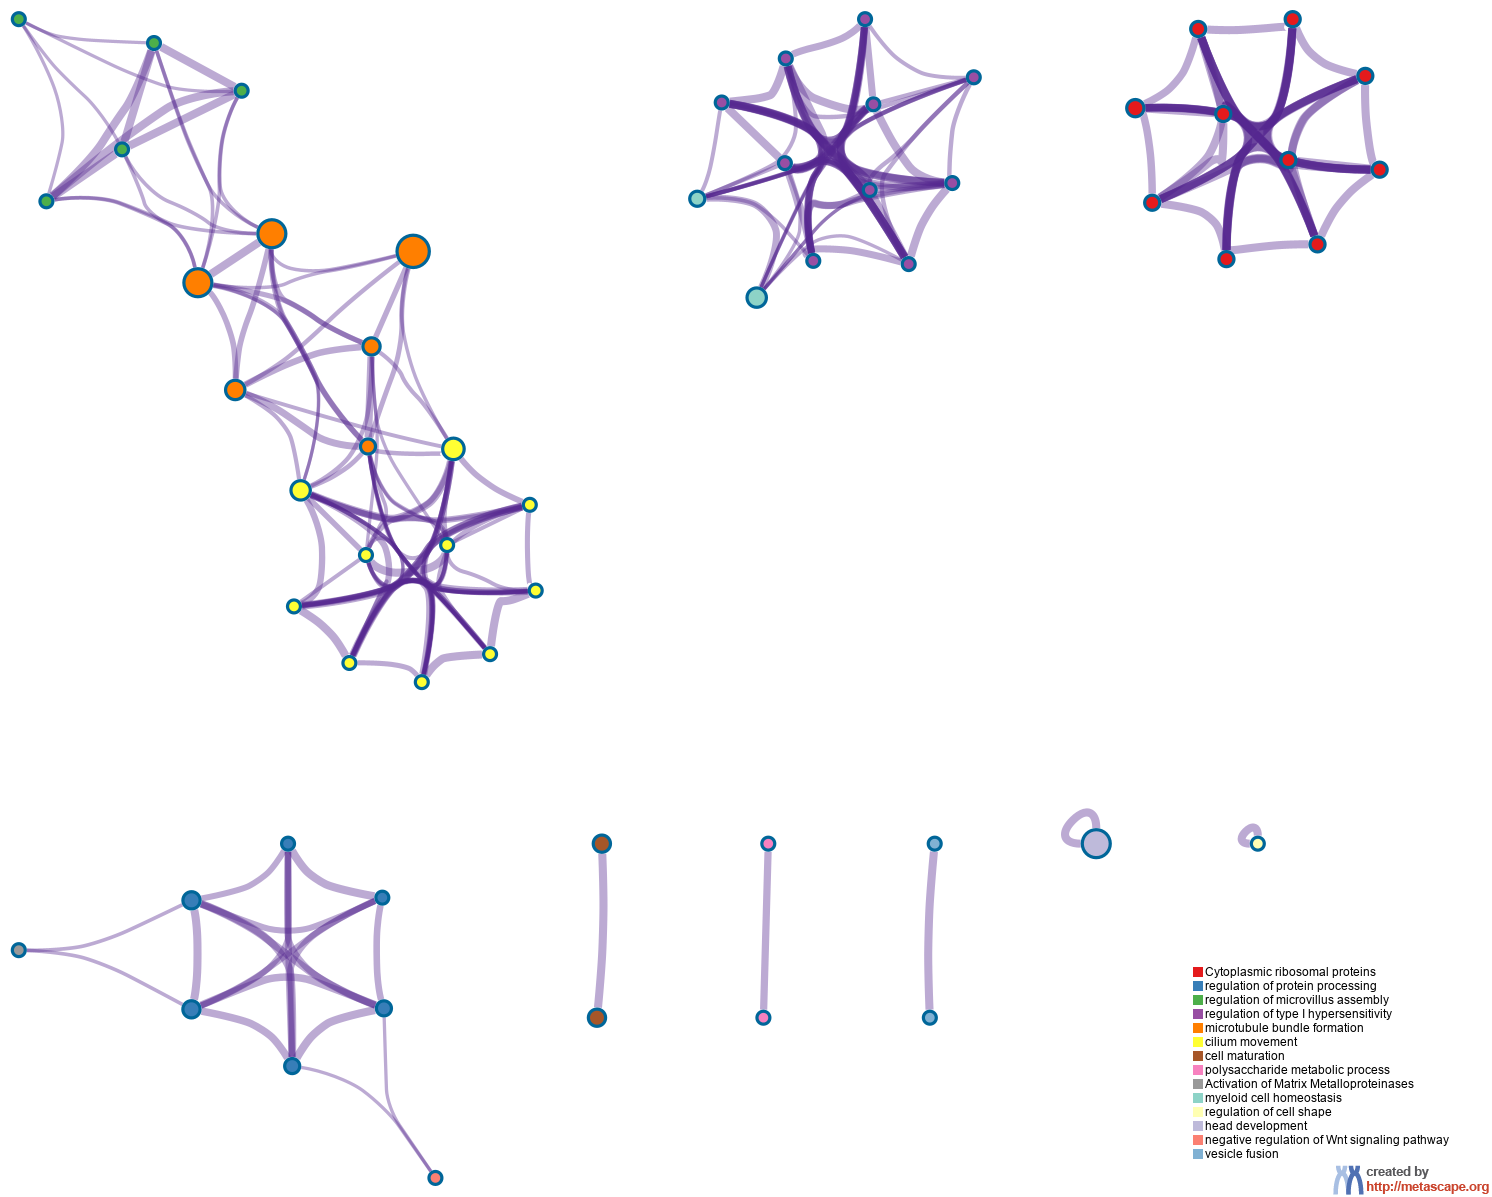 Cytoplasmic ribosomal proteins
regulation of protein processing
regulation of microvillus assembly
regulation of type I hypersensitivity
microtubule bundle formation
cilium movement
cell maturation
polysaccharide metabolic process
Activation of Matrix Metalloproteinases
myeloid cell homeostasis
regulation of cell shape
head development
negative regulation of Wnt signaling pathway
vesicle fusion
created by
http://metascape.org